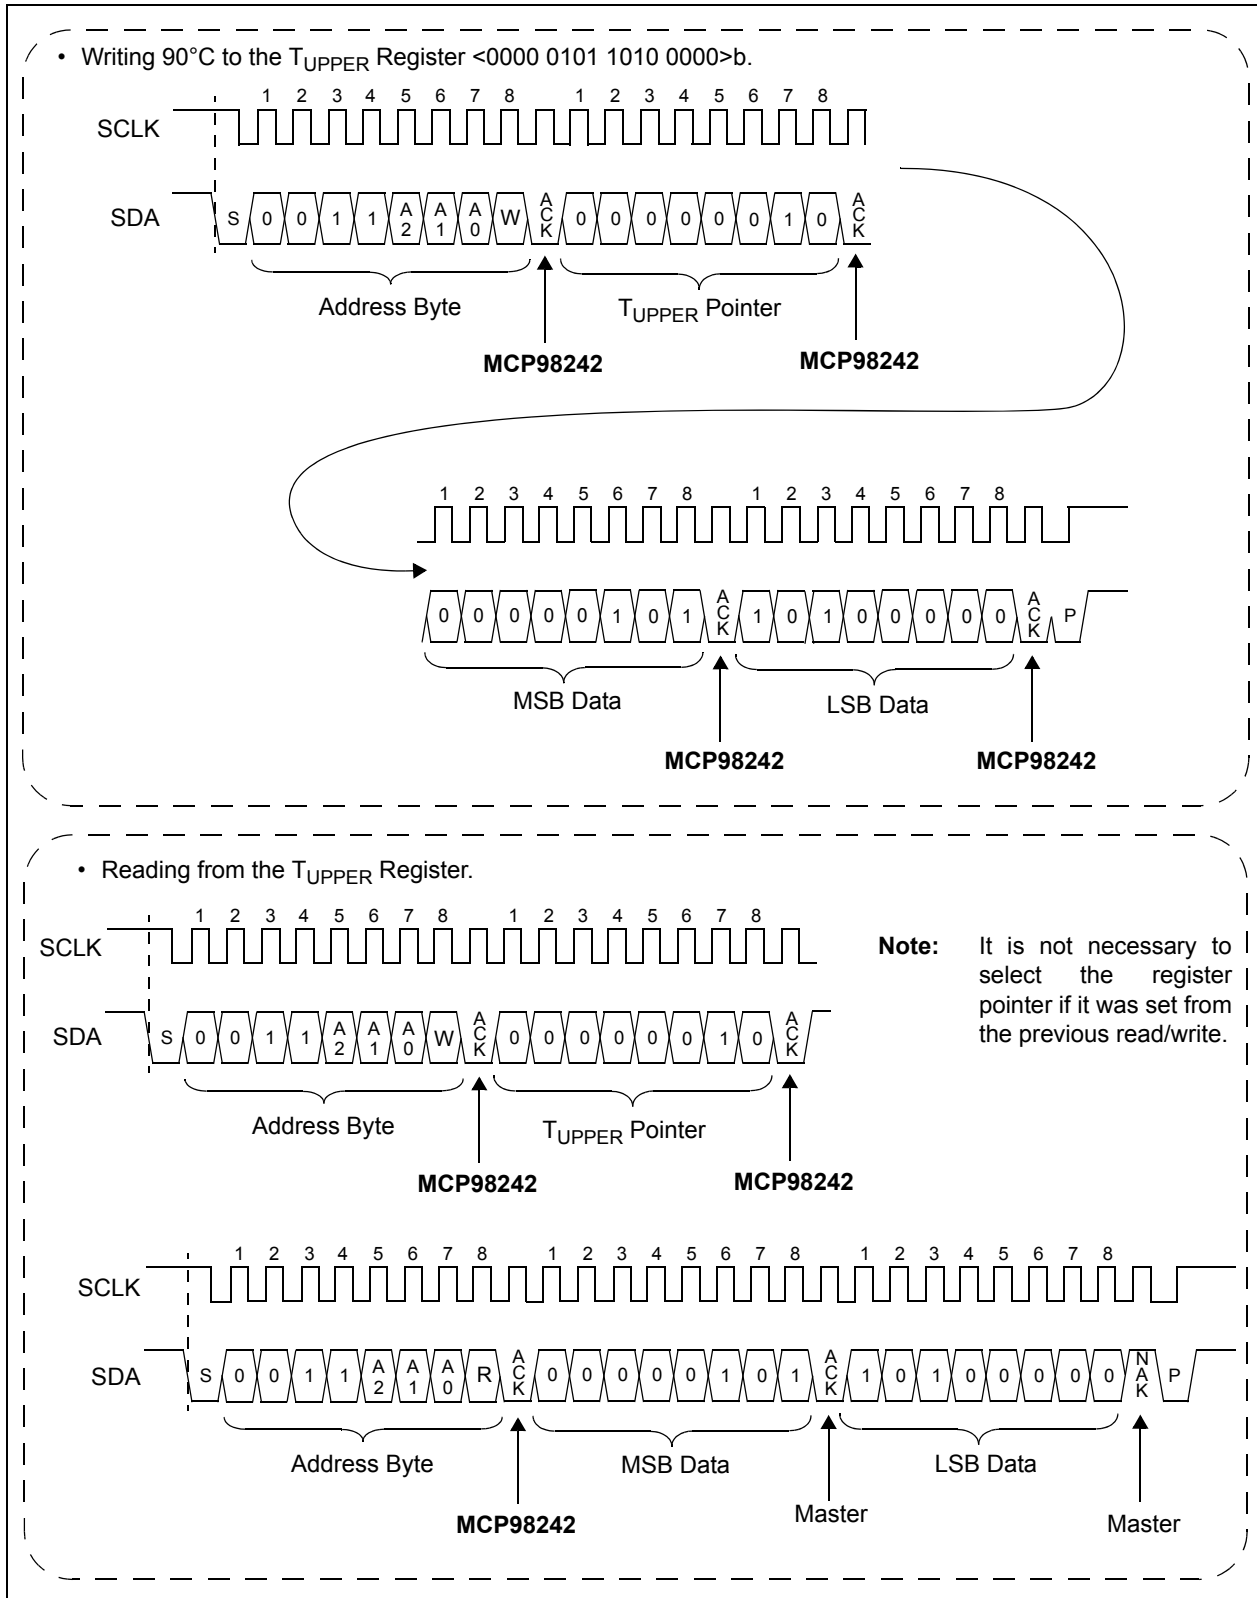 • Writing 90°C to the TUPPER Register <0000 0101 1010 0000>b.
1 2 3 4 5 6 7 8 1 2 3 4 5 6 7 8
SCLK
SDA S 0 0 1 1 A2 A1 A0 W ACK 0 0 0 0 0 0 1 0 ACK
Address Byte TUPPER Pointer
MCP98242 MCP98242
1 2 3 4 5 6 7 8 1 2 3 4 5 6 7 8
0 0 0 0 0 1 0 1 ACK 1 0 1 0 0 0 0 0 ACK P
MSB Data LSB Data
MCP98242 MCP98242
• Reading from the TUPPER Register.
1 2 3 4 5 6 7 8 1 2 3 4 5 6 7 8
SCLK
SDA S 0 0 1 1 A2 A1 A0 W ACK 0 0 0 0 0 0 1 0 ACK
Address Byte TUPPER Pointer
MCP98242 MCP98242
Note: It is not necessary to
select the register
pointer if it was set from
the previous read/write.
1 2 3 4 5 6 7 8 1 2 3 4 5 6 7 8 1 2 3 4 5 6 7 8
SCLK
SDA S 0 0 1 1 A2 A1 A0 R ACK 0 0 0 0 0 1 0 1 ACK 1 0 1 0 0 0 0 0 NAK P
Address Byte MSB Data LSB Data
MCP98242 Master Master